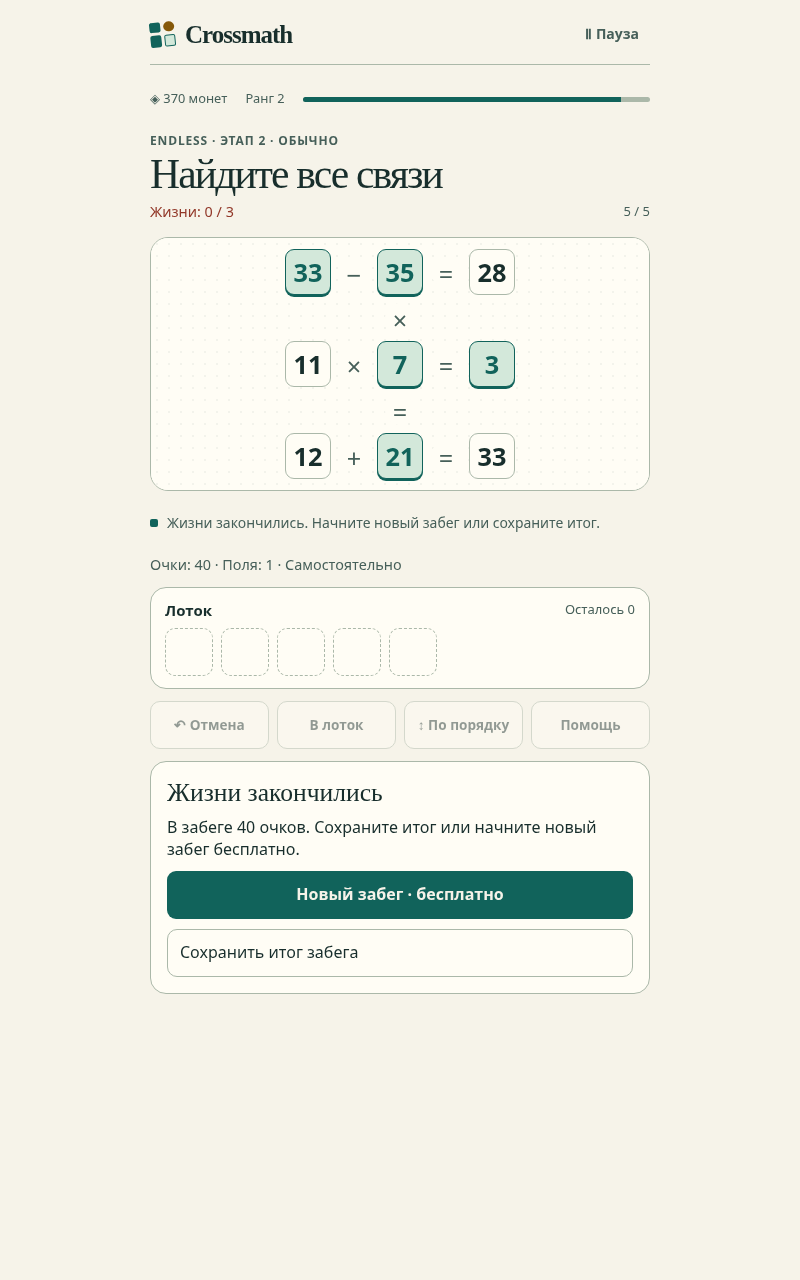 Crossmath
Ⅱ Пауза
◈ 370 монет Ранг 2
ENDLESS · ЭТАП 2 · ОБЫЧНО
Найдите все связи
Жизни: 0 / 3
5 / 5
33 − 35 = 28
×
11 × 7 = 3
=
12 + 21 = 33
Жизни закончились. Начните новый забег или сохраните итог.
Очки: 40 · Поля: 1 · Самостоятельно
Лоток
Осталось 0
↶ Отмена
В лоток
↕ По порядку
Помощь
Жизни закончились
В забеге 40 очков. Сохраните итог или начните новый
забег бесплатно.
Новый забег · бесплатно
Сохранить итог забега